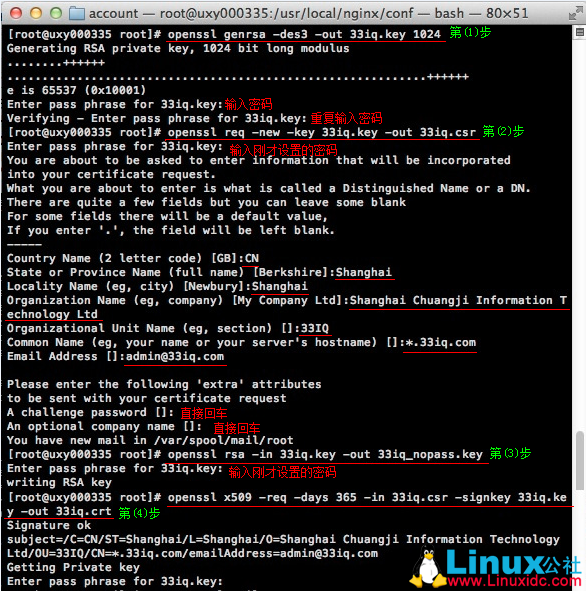 account — root@uxy000335:/usr/local/nginx/conf — bash — 80×51
[root@uxy000335 root]# openssl genrsa -des3 -out 33iq.key 1024 第(1)步
Generating RSA private key, 1024 bit long modulus
........++++++
...........................................................++++++
e is 65537 (0x10001)
Enter pass phrase for 33iq.key:输入密码
Verifying - Enter pass phrase for 33iq.key:重复输入密码
[root@uxy000335 root]# openssl req -new -key 33iq.key -out 33iq.csr 第(2)步
Enter pass phrase for 33iq.key: 输入刚才设置的密码
You are about to be asked to enter information that will be incorporated
into your certificate request.
What you are about to enter is what is called a Distinguished Name or a DN.
There are quite a few fields but you can leave some blank
For some fields there will be a default value,
If you enter '.', the field will be left blank.
-----
Country Name (2 letter code) [GB]:CN
State or Province Name (full name) [Berkshire]:Shanghai
Locality Name (eg, city) [Newbury]:Shanghai
Organization Name (eg, company) [My Company Ltd]:Shanghai Chuangji Information T
echnology Ltd
Organizational Unit Name (eg, section) []:33IQ
Common Name (eg, your name or your server's hostname) []:*.33iq.com
Email Address []:admin@33iq.com
Please enter the following 'extra' attributes
to be sent with your certificate request
A challenge password []: 直接回车
An optional company name []: 直接回车
You have new mail in /var/spool/mail/root
[root@uxy000335 root]# openssl rsa -in 33iq.key -out 33iq_nopass.key 第(3)步
Enter pass phrase for 33iq.key: 输入刚才设置的密码
writing RSA key
[root@uxy000335 root]# openssl x509 -req -days 365 -in 33iq.csr -signkey 33iq.ke
y -out 33iq.crt 第(4)步
Signature ok
subject=/C=CN/ST=Shanghai/L=Shanghai/O=Shanghai Chuangji Information Technology
Ltd/OU=33IQ/CN=*.33iq.com/emailAddress=admin@33iq.com
Getting Private key
Enter pass phrase for 33iq.key:
Linux公社
www.Linuxidc.com